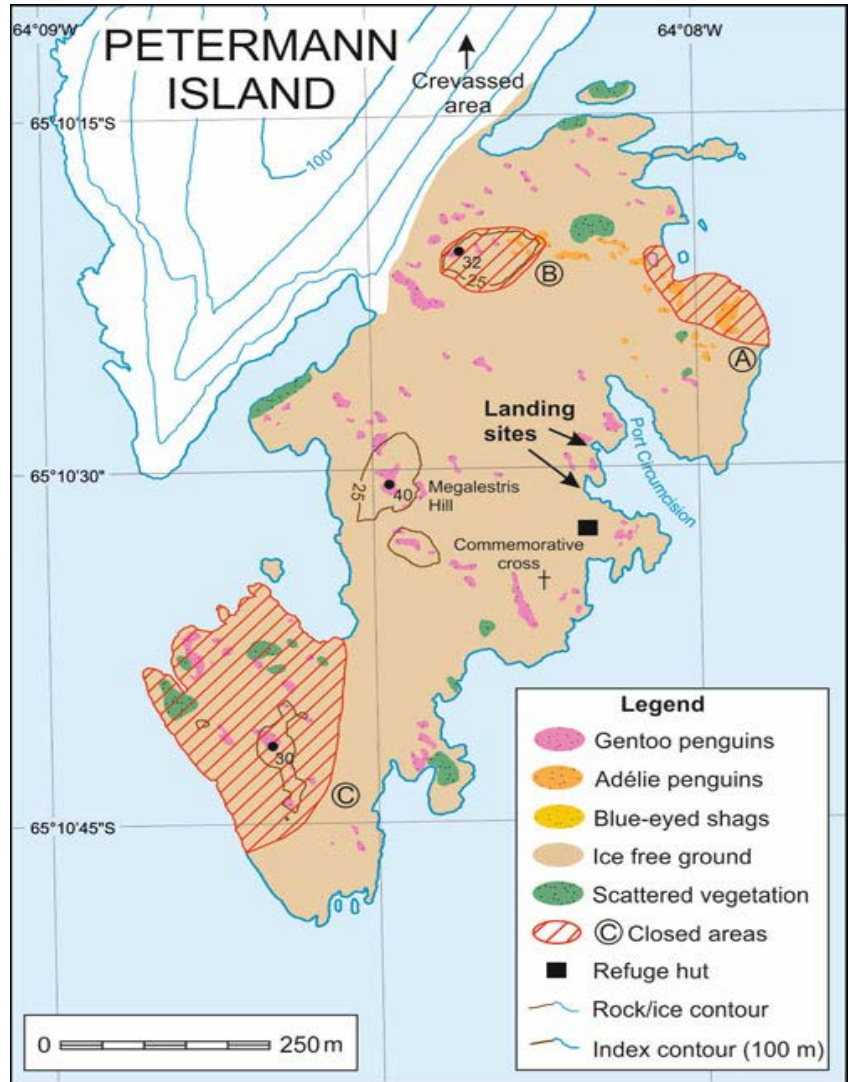 64°09'W
64°08'W
PETERMANN
ISLAND
Crevassed
area
65°10'15"S
100
32
25
B
A
Landing
sites
Port Circumcision
65°10'30"
25
40
Megalestris
Hill
Commemorative
cross
30
C
65°10'45"S
Legend
Gentoo penguins
Adélie penguins
Blue-eyed shags
Ice free ground
Scattered vegetation
C Closed areas
Refuge hut
Rock/ice contour
Index contour (100 m)
0 250 m